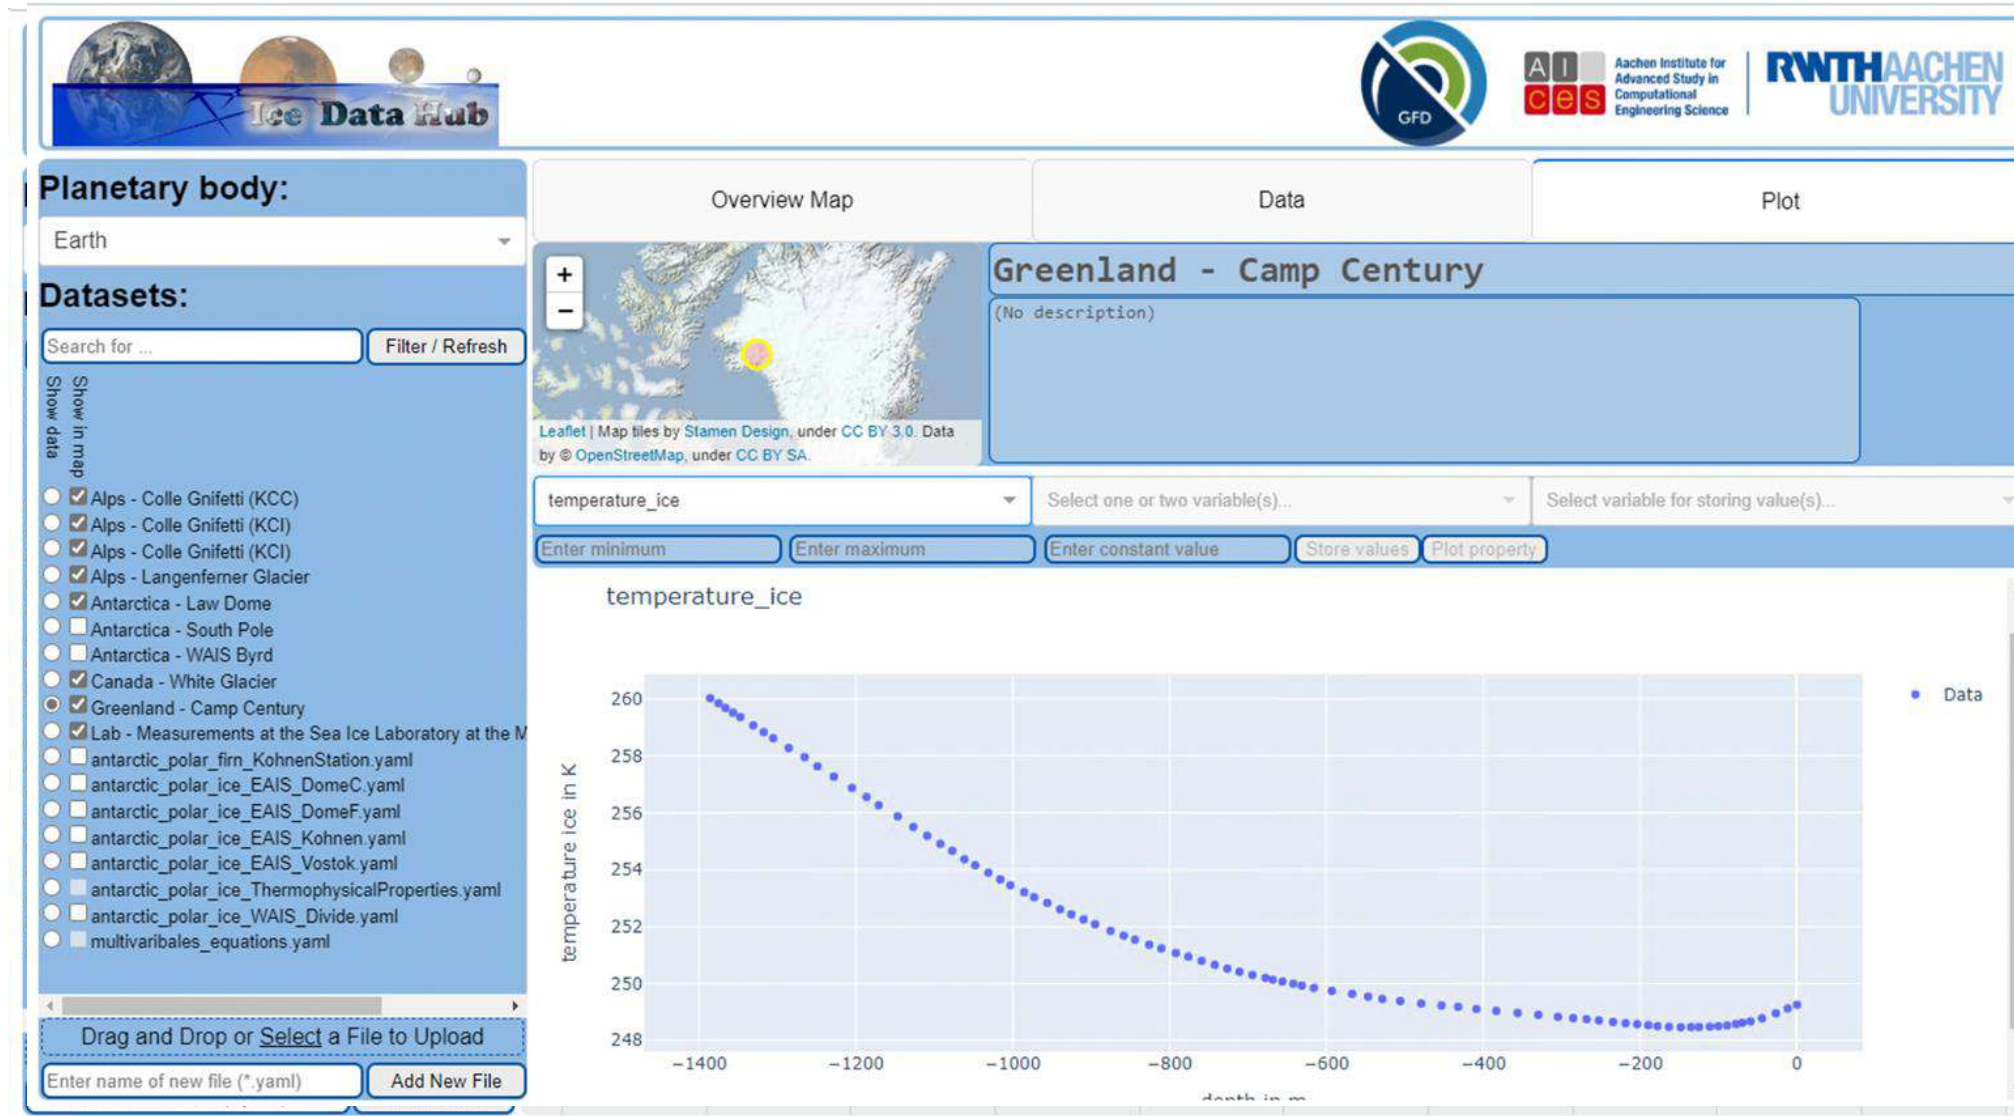 Ice Data Hub
GFD
AI
ces
Aachen Institute for
Advanced Study in
Computational
Engineering Science
RWTHAACHEN
UNIVERSITY
Planetary body:
Earth
Datasets:
Search for ...
Filter / Refresh
Show data
Show in map
Alps - Colle Gnifetti (KCC)
Alps - Colle Gnifetti (KCI)
Alps - Colle Gnifetti (KCI)
Alps - Langenferner Glacier
Antarctica - Law Dome
Antarctica - South Pole
Antarctica - WAIS Byrd
Canada - White Glacier
Greenland - Camp Century
Lab - Measurements at the Sea Ice Laboratory at the M
antarctic_polar_firn_KohnenStation.yaml
antarctic_polar_ice_EAIS_DomeC.yaml
antarctic_polar_ice_EAIS_DomeF.yaml
antarctic_polar_ice_EAIS_Kohnen.yaml
antarctic_polar_ice_EAIS_Vostok.yaml
antarctic_polar_ice_ThermophysicalProperties.yaml
antarctic_polar_ice_WAIS_Divide.yaml
multivaribales_equations.yaml
Drag and Drop or Select a File to Upload
Enter name of new file (*.yaml)
Add New File
Overview Map
Data
Plot
+
−
Leaflet | Map tiles by Stamen Design, under CC BY 3.0. Data
by © OpenStreetMap, under CC BY SA.
Greenland - Camp Century
(No description)
temperature_ice
Select one or two variable(s)...
Select variable for storing value(s)...
Enter minimum
Enter maximum
Enter constant value
Store values
Plot property
temperature_ice
temperature ice in K
260
258
256
254
252
250
248
−1400
−1200
−1000
−800
−600
−400
−200
0
depth in m
Data